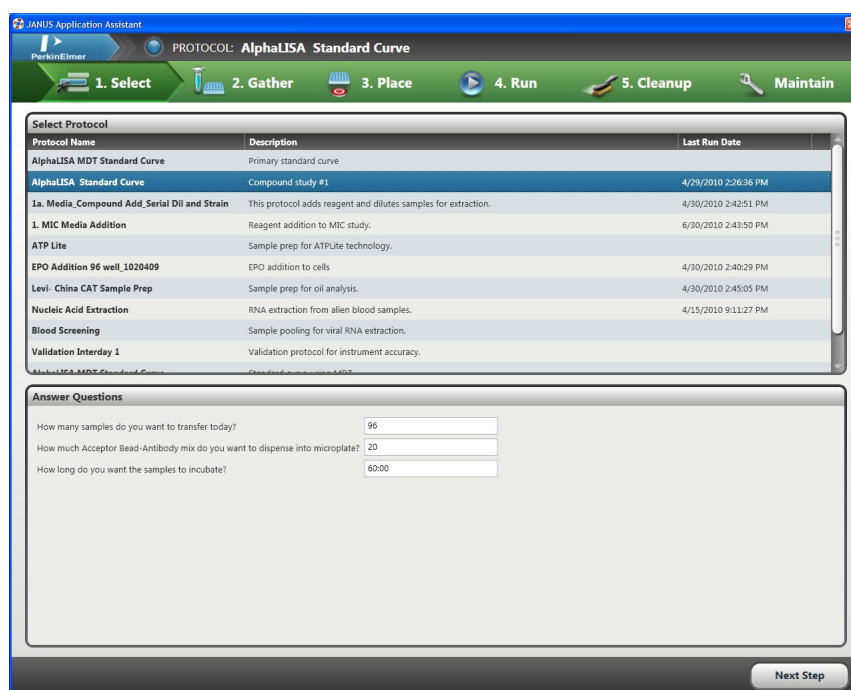 JANUS Application Assistant
PerkinElmer
PROTOCOL: AlphaLISA Standard Curve
1. Select 2. Gather 3. Place 4. Run 5. Cleanup Maintain
Select Protocol
Protocol Name Description Last Run Date
AlphaLISA MDT Standard Curve Primary standard curve
AlphaLISA Standard Curve Compound study #1 4/29/2010 2:26:36 PM
1a. Media_Compound Add_Serial Dil and Strain This protocol adds reagent and dilutes samples for extraction. 4/30/2010 2:42:51 PM
1. MIC Media Addition Reagent addition to MIC study. 6/30/2010 2:43:50 PM
ATP Lite Sample prep for ATPLite technology.
EPO Addition 96 well_1020409 EPO addition to cells 4/30/2010 2:40:29 PM
Levi- China CAT Sample Prep Sample prep for oil analysis. 4/30/2010 2:45:05 PM
Nucleic Acid Extraction RNA extraction from alien blood samples. 4/15/2010 9:11:27 PM
Blood Screening Sample pooling for viral RNA extraction.
Validation Interday 1 Validation protocol for instrument accuracy.
AlphaLISA MDT Standard Curve Standard curve using MDT
Answer Questions
How many samples do you want to transfer today? 96
How much Acceptor Bead-Antibody mix do you want to dispense into microplate? 20
How long do you want the samples to incubate? 60:00
Next Step